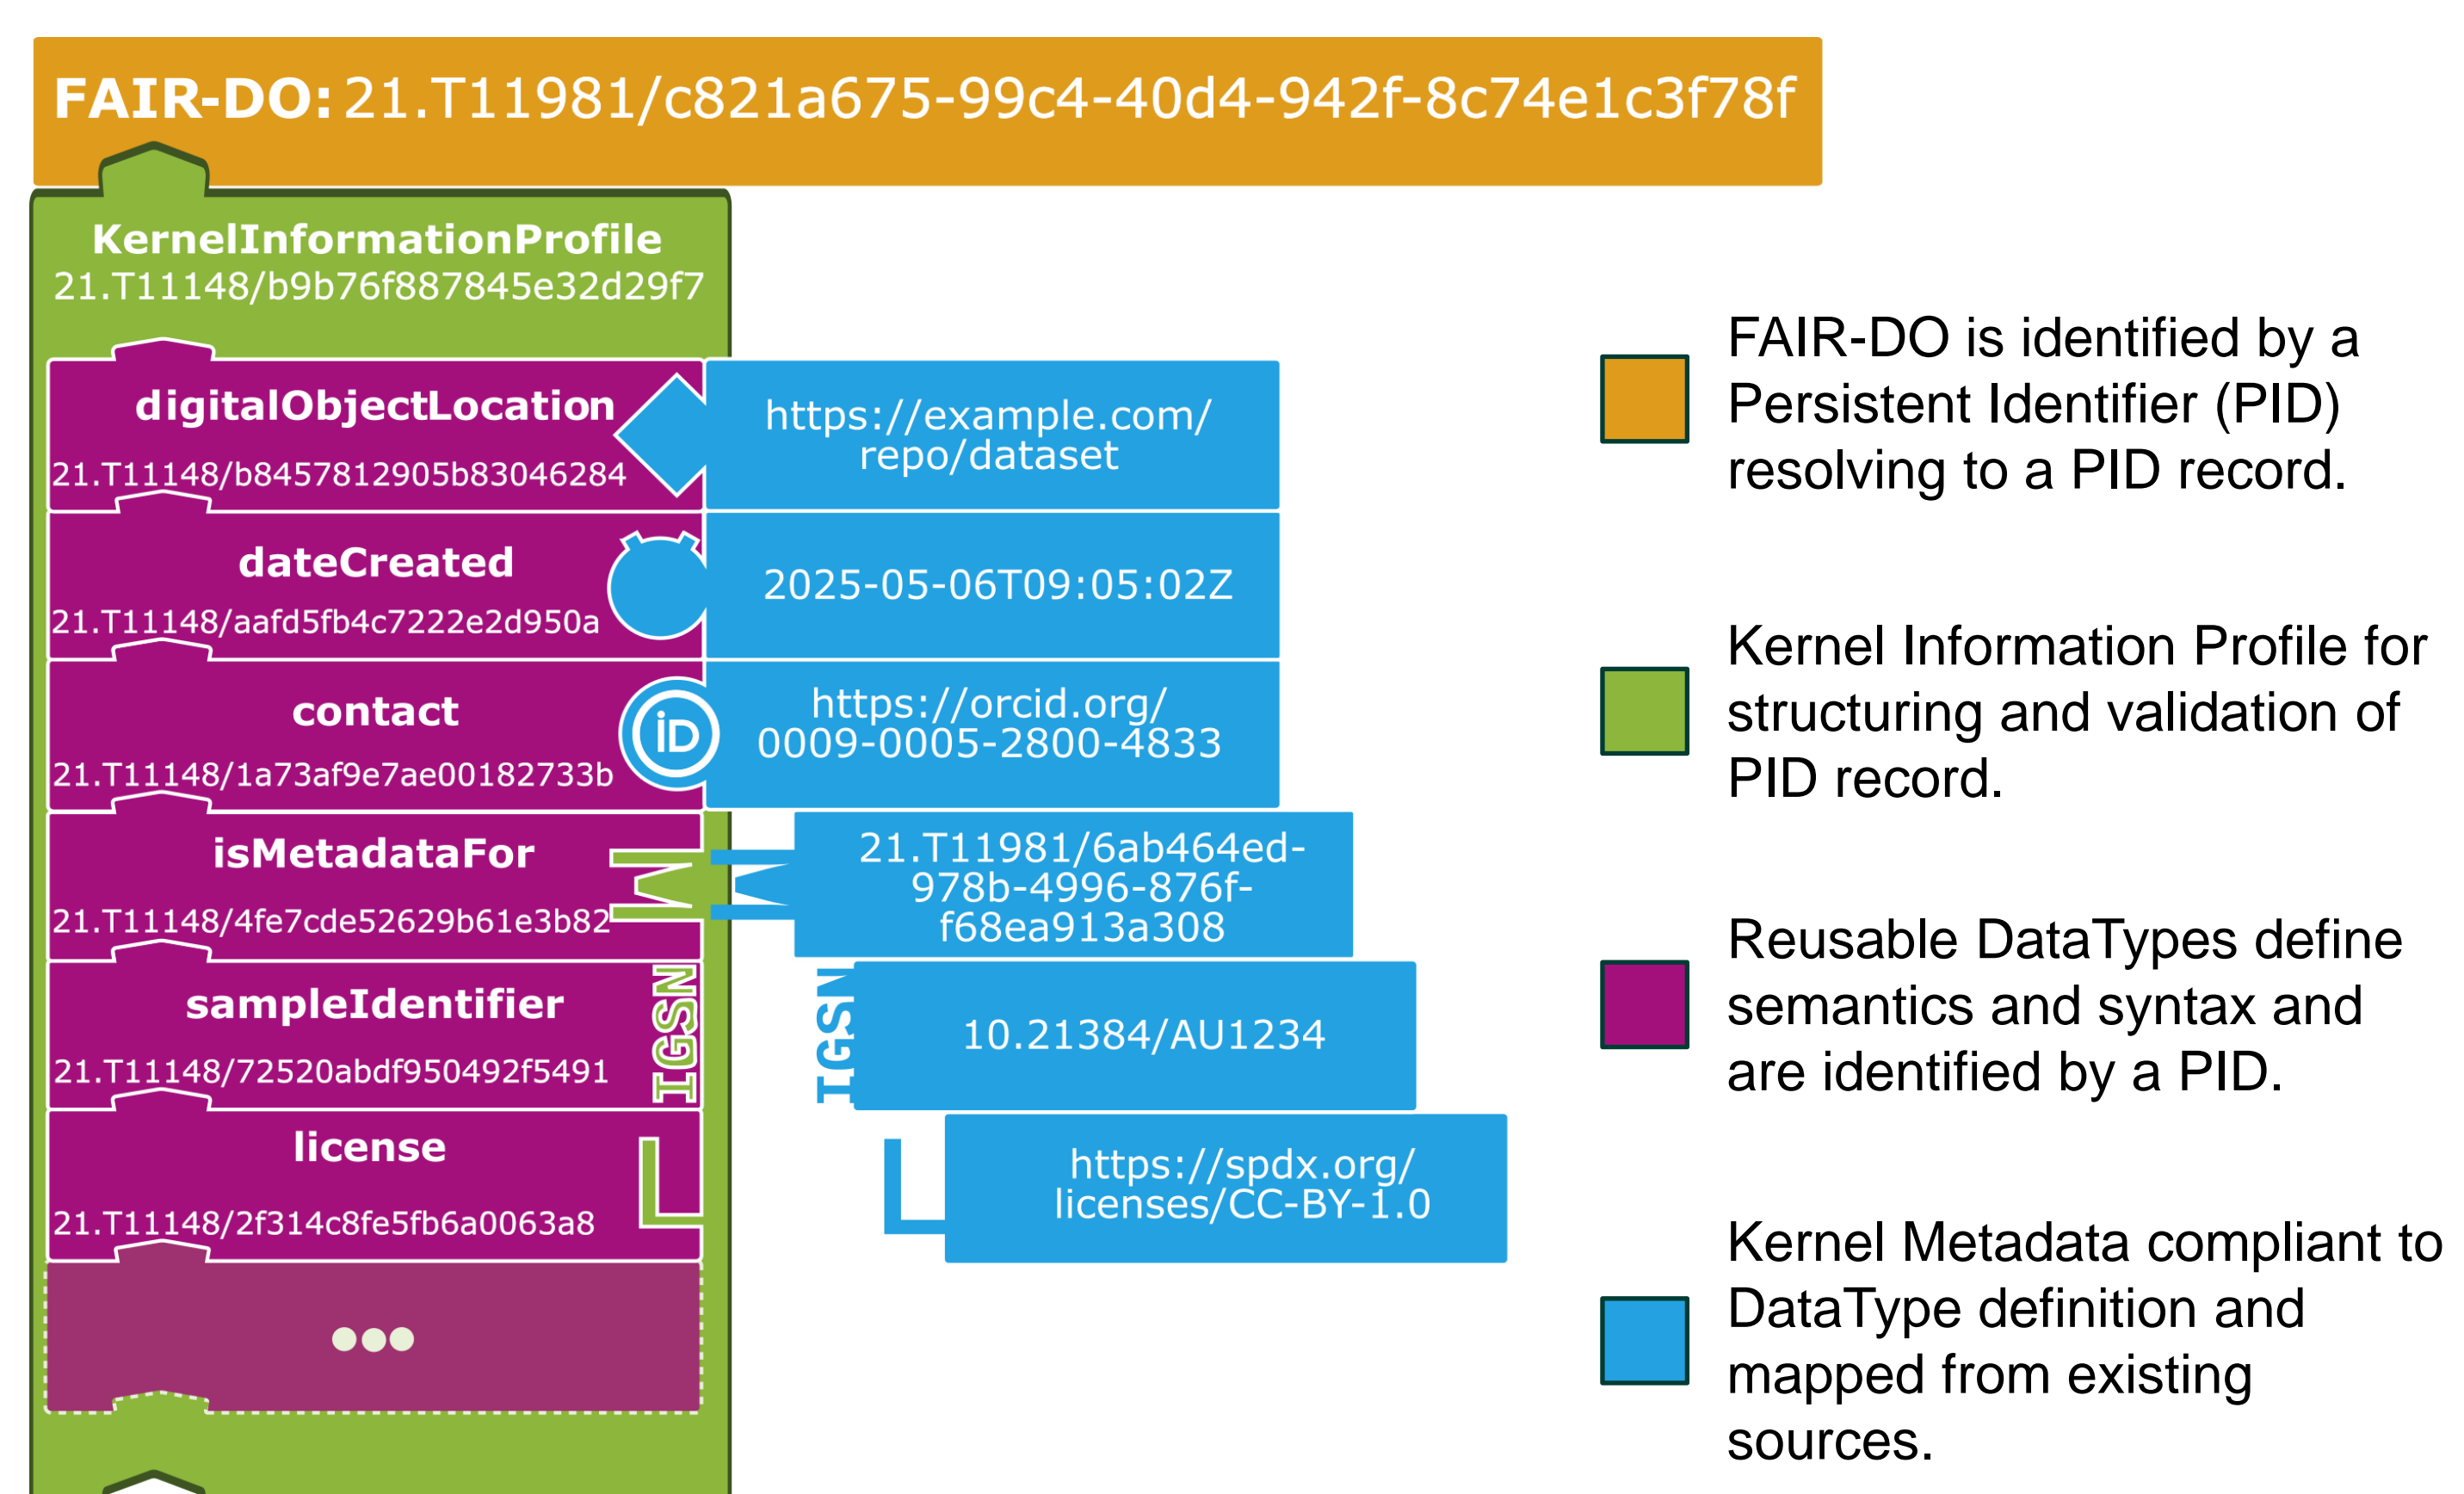 FAIR-DO: 21.T11981/c821a675-99c4-40d4-942f-8c74e1c3f78f
KernelInformationProfile
21.T11148/b9b76f887845e32d29f7
digitalObjectLocation
21.T11148/b8457812905b83046284
https://example.com/
repo/dataset
dateCreated
21.T11148/aafd5fb4c7222e2d950a
2025-05-06T09:05:02Z
contact
21.T11148/1a73af9e7ae00182733b
iD
https://orcid.org/
0009-0005-2800-4833
isMetadataFor
21.T11148/4fe7cde52629b61e3b82
21.T11981/6ab464ed-
978b-4996-876f-
f68ea913a308
sampleIdentifier
21.T11148/72520abdf950492f5491
IGSN
IGSN
10.21384/AU1234
license
21.T11148/2f314c8fe5fb6a0063a8
https://spdx.org/
licenses/CC-BY-1.0
FAIR-DO is identified by a
Persistent Identifier (PID)
resolving to a PID record.
Kernel Information Profile for
structuring and validation of
PID record.
Reusable DataTypes define
semantics and syntax and
are identified by a PID.
Kernel Metadata compliant to
DataType definition and
mapped from existing
sources.